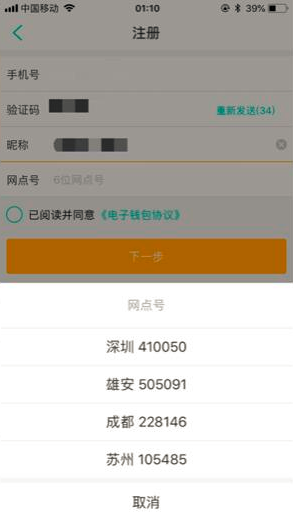 中国移动 01:10 39%
注册
手机号
验证码 重新发送(34)
昵称
网点号 6位网点号
已阅读并同意《电子钱包协议》
下一步
网点号
深圳 410050
雄安 505091
成都 228146
苏州 105485
取消